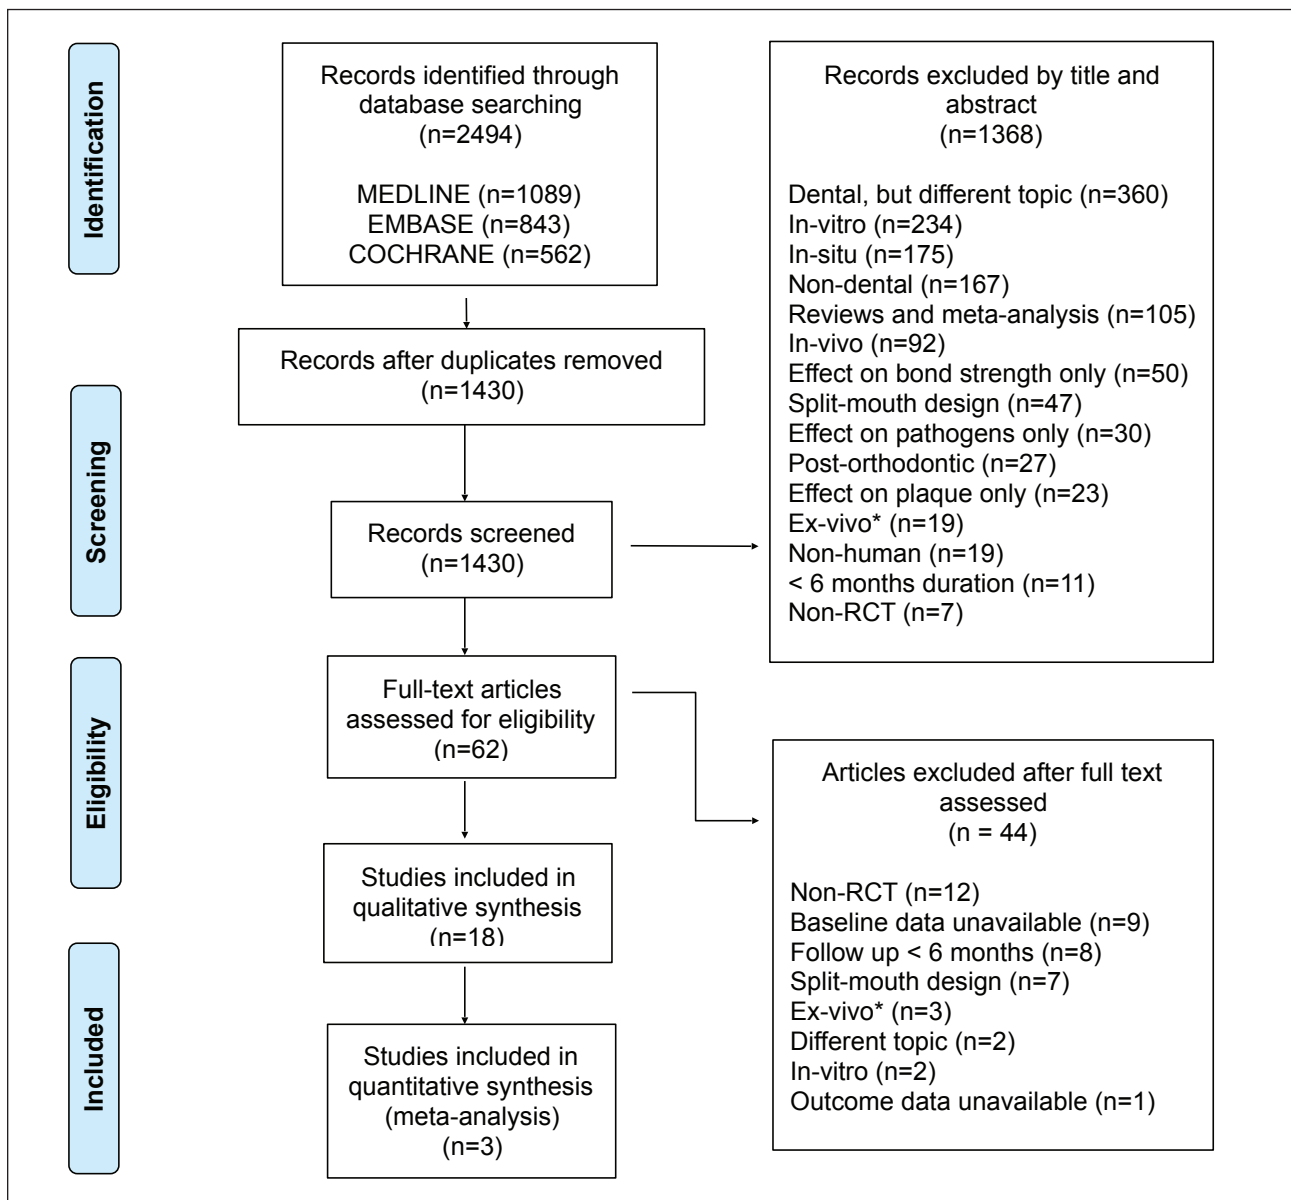 Identification
Records identified through
database searching
(n=2494)
MEDLINE (n=1089)
EMBASE (n=843)
COCHRANE (n=562)
Records excluded by title and
abstract
(n=1368)
Dental, but different topic (n=360)
In-vitro (n=234)
In-situ (n=175)
Non-dental (n=167)
Reviews and meta-analysis (n=105)
In-vivo (n=92)
Effect on bond strength only (n=50)
Split-mouth design (n=47)
Effect on pathogens only (n=30)
Post-orthodontic (n=27)
Effect on plaque only (n=23)
Ex-vivo* (n=19)
Non-human (n=19)
< 6 months duration (n=11)
Non-RCT (n=7)
Records after duplicates removed
(n=1430)
Screening
Records screened
(n=1430)
Eligibility
Full-text articles
assessed for eligibility
(n=62)
Articles excluded after full text
assessed
(n = 44)
Non-RCT (n=12)
Baseline data unavailable (n=9)
Follow up < 6 months (n=8)
Split-mouth design (n=7)
Ex-vivo* (n=3)
Different topic (n=2)
In-vitro (n=2)
Outcome data unavailable (n=1)
Studies included in
qualitative synthesis
(n=18)
Included
Studies included in
quantitative synthesis
(meta-analysis)
(n=3)